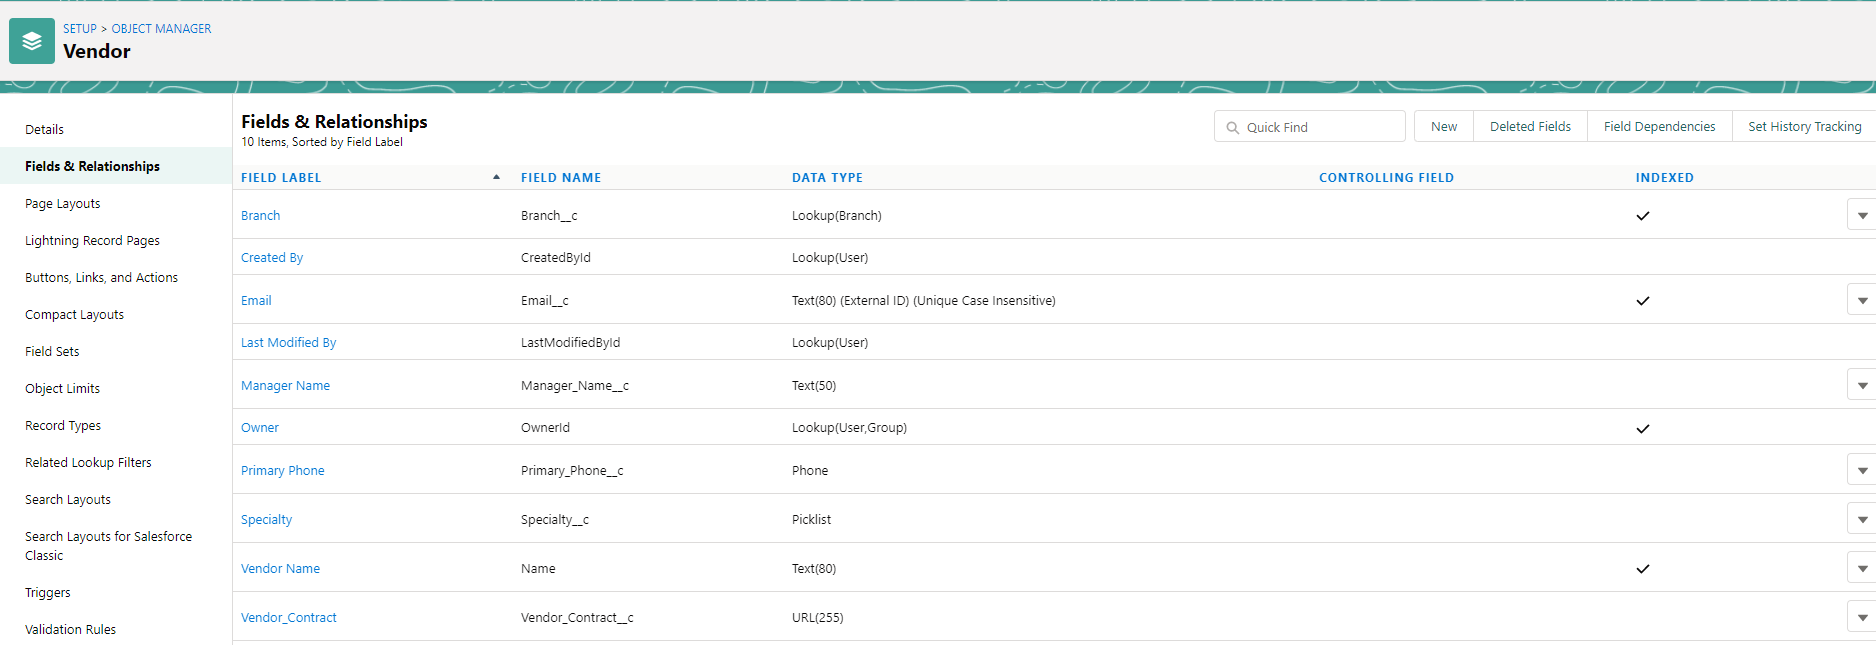 SETUP > OBJECT MANAGER
Vendor
Details
Fields & Relationships
Page Layouts
Lightning Record Pages
Buttons, Links, and Actions
Compact Layouts
Field Sets
Object Limits
Record Types
Related Lookup Filters
Search Layouts
Search Layouts for Salesforce
Classic
Triggers
Validation Rules
Fields & Relationships
10 Items, Sorted by Field Label
Quick Find
New Deleted Fields Field Dependencies Set History Tracking
FIELD LABEL FIELD NAME DATA TYPE CONTROLLING FIELD INDEXED
Branch Branch__c Lookup(Branch) ✓
Created By CreatedById Lookup(User)
Email Email__c Text(80) (External ID) (Unique Case Insensitive) ✓
Last Modified By LastModifiedById Lookup(User)
Manager Name Manager_Name__c Text(50)
Owner OwnerId Lookup(User,Group) ✓
Primary Phone Primary_Phone__c Phone
Specialty Specialty__c Picklist
Vendor Name Name Text(80) ✓
Vendor_Contract Vendor_Contract__c URL(255)